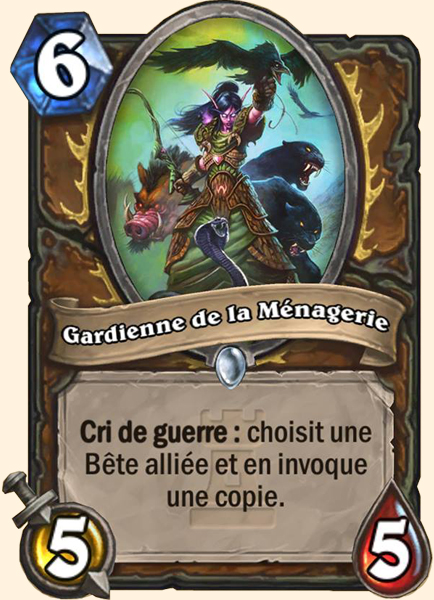 6
Gardienne de la Ménagerie
Cri de guerre : choisit une
Bête alliée et en invoque
une copie.
5
5